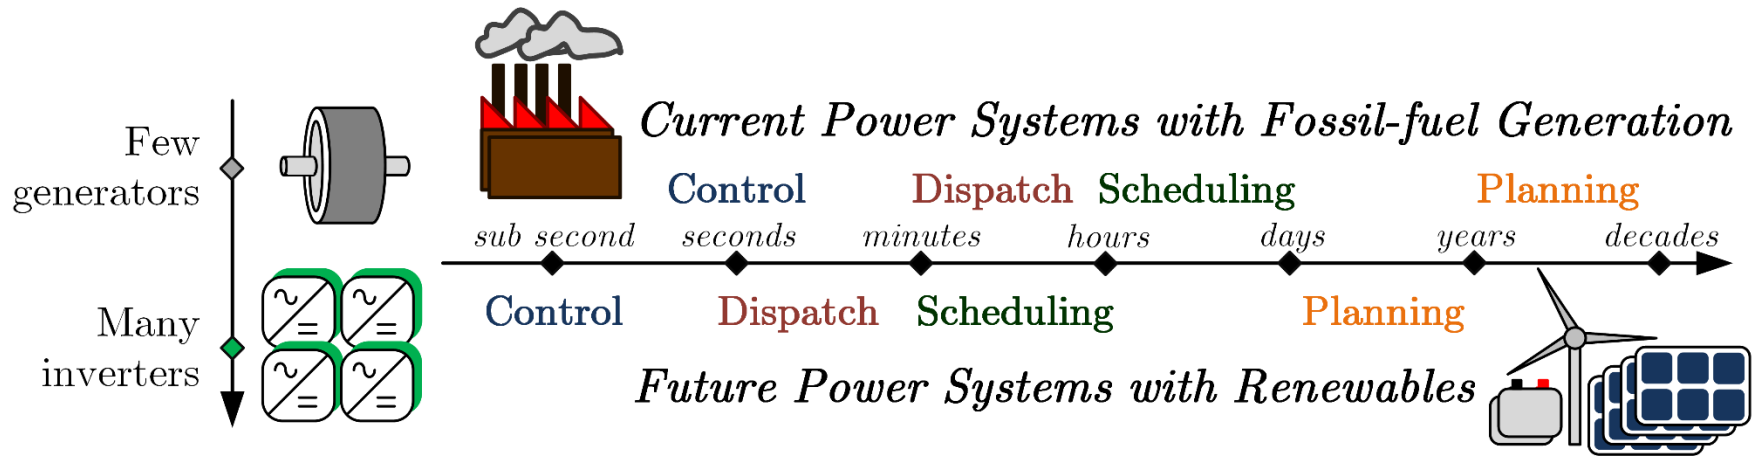 Few
generators
Many
inverters
Current Power Systems with Fossil-fuel Generation
Control Dispatch Scheduling Planning
sub second seconds minutes hours days years decades
Control Dispatch Scheduling Planning
Future Power Systems with Renewables